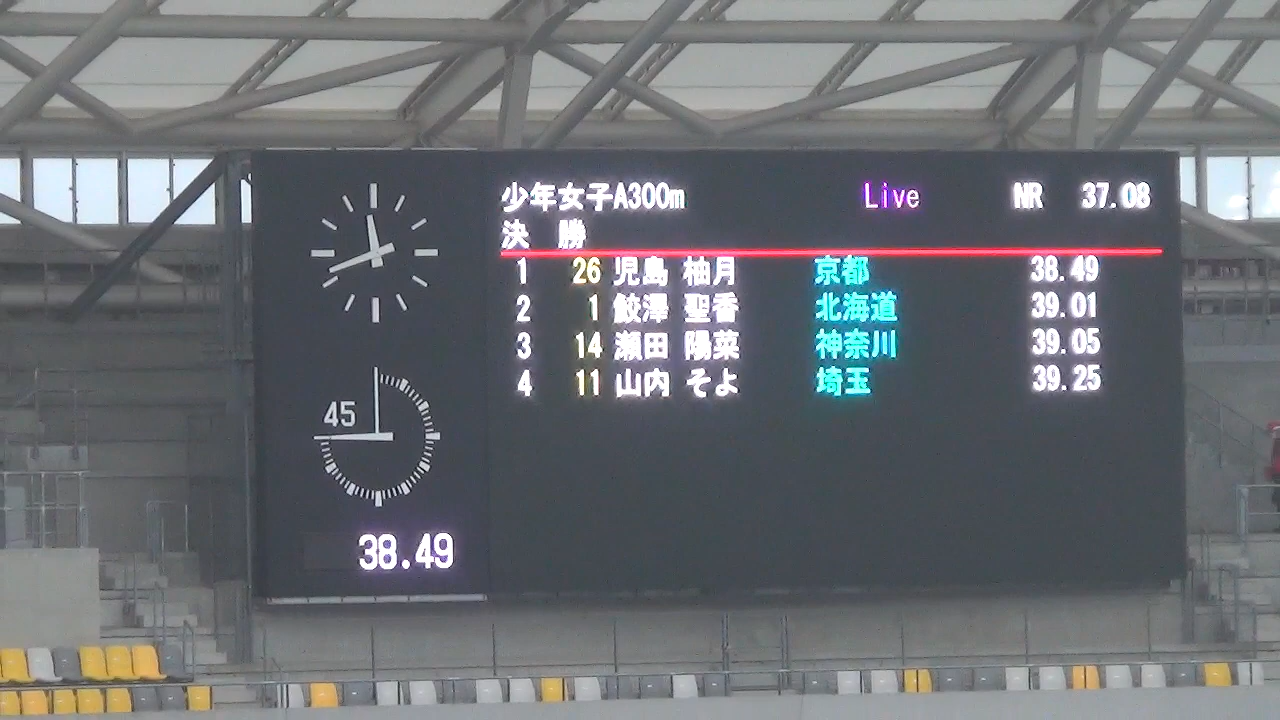 少年女子A300m Live NR 37.08
決 勝
1 26 児島 柚月 京都 38.49
2 1 鮫澤 聖香 北海道 39.01
3 14 瀬田 陽菜 神奈川 39.05
4 11 山内 そよ 埼玉 39.25
45
38.49